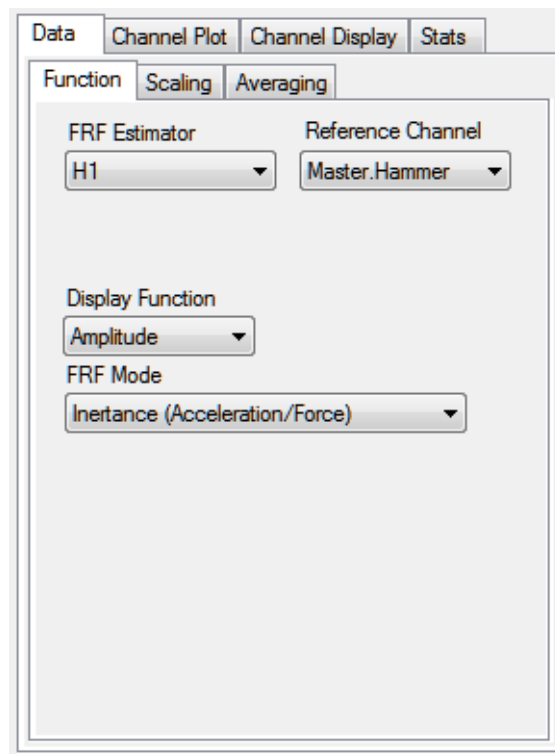 Data Channel Plot Channel Display Stats
Function Scaling Averaging
FRF Estimator Reference Channel
H1 Master.Hammer
Display Function
Amplitude
FRF Mode
Inertance (Acceleration/Force)